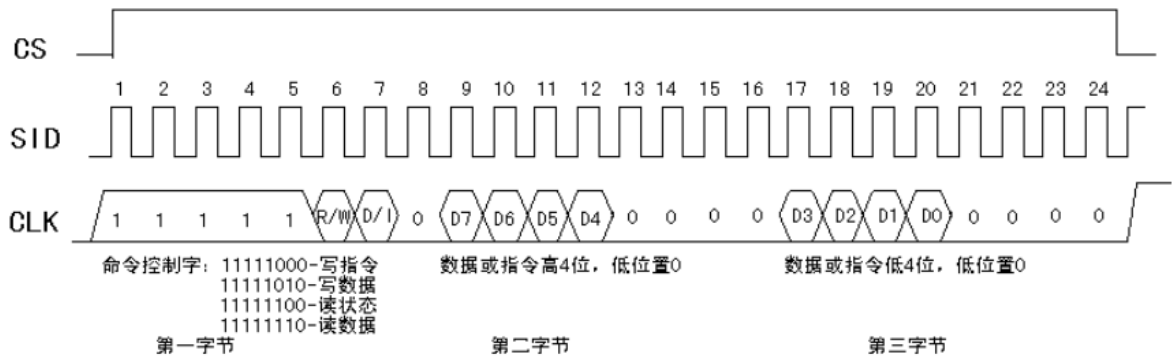 CS
1 2 3 4 5 6 7 8 9 10 11 12 13 14 15 16 17 18 19 20 21 22 23 24
SID
CLK 1 1 1 1 1 R/W D/I 0 D7 D6 D5 D4 0 0 0 0 D3 D2 D1 D0 0 0 0 0
命令控制字: 11111000-写指令 数据或指令高4位，低位置0 数据或指令低4位，低位置0
11111010-写数据
11111100-读状态
11111110-读数据
第一字节 第二字节 第三字节